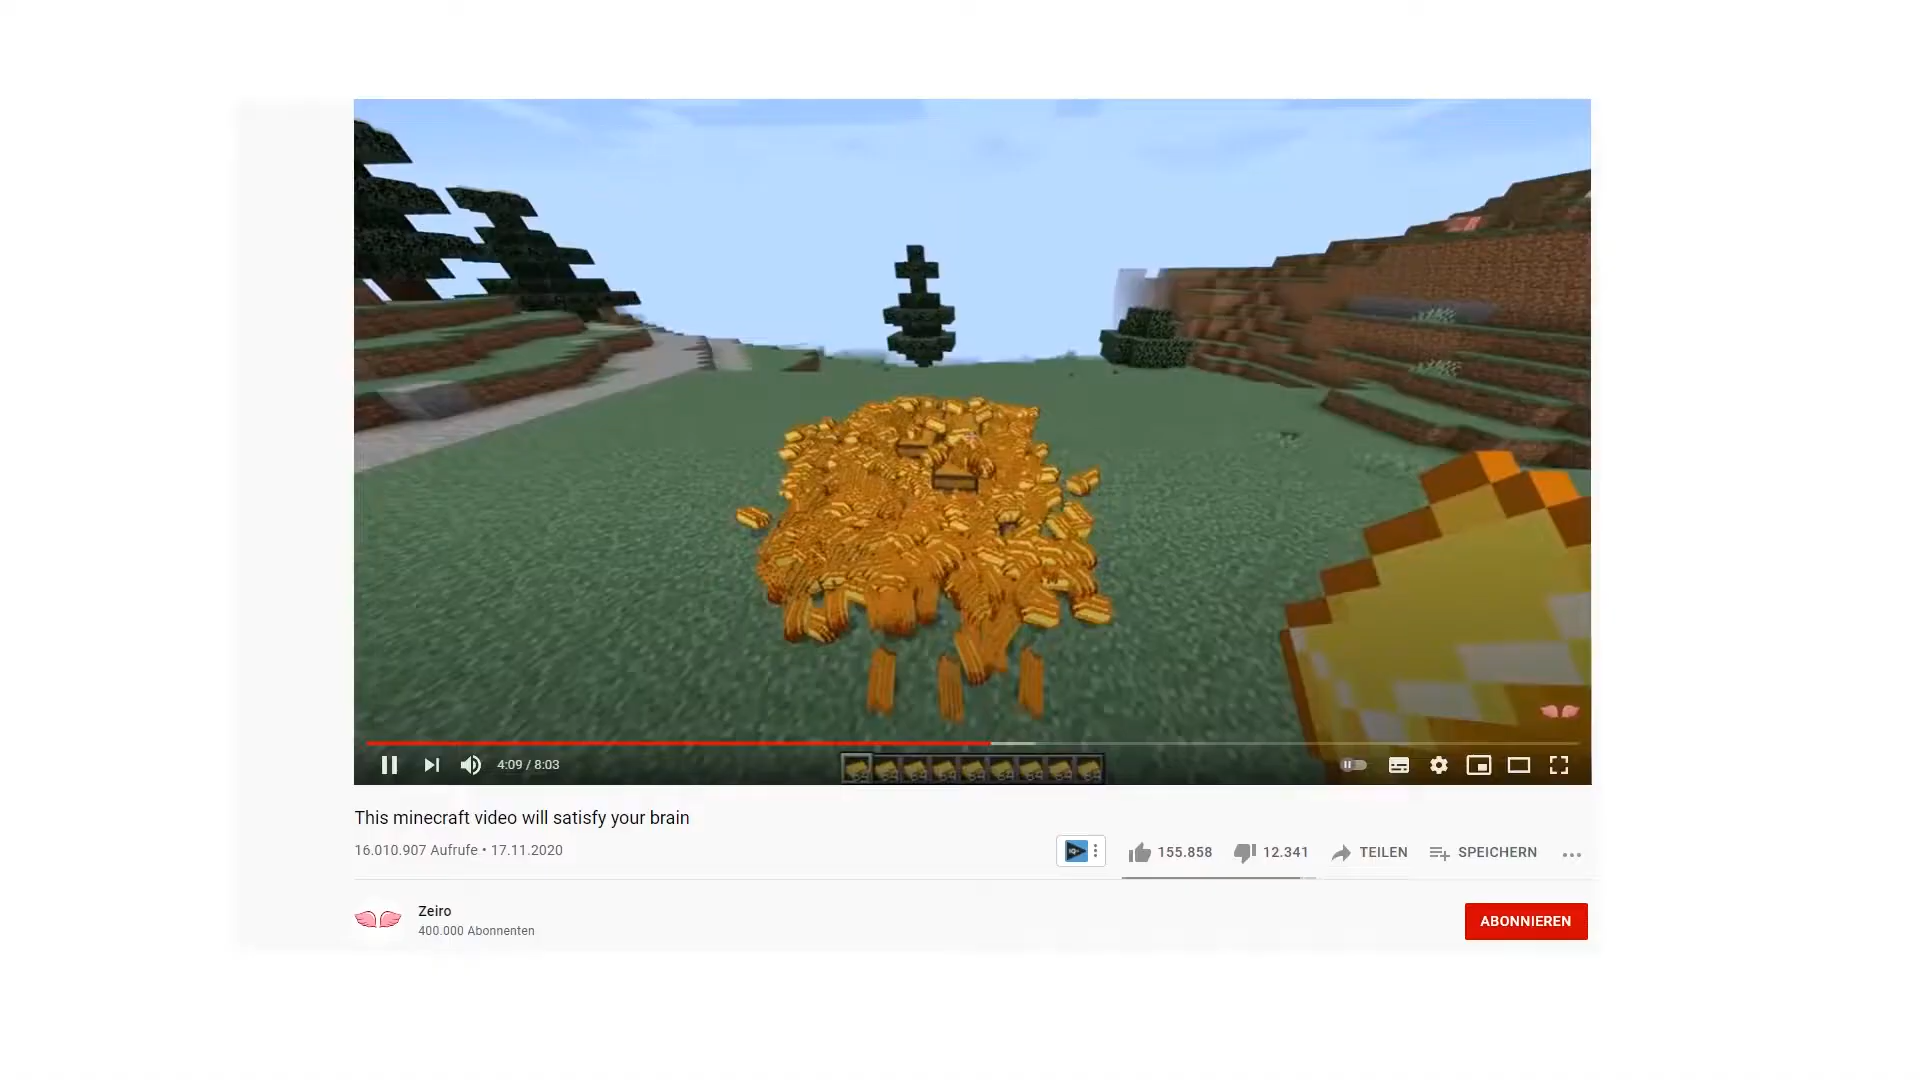 4:09 / 8:03
This minecraft video will satisfy your brain
16.010.907 Aufrufe • 17.11.2020
155.858
12.341
TEILEN
SPEICHERN
Zeiro
400.000 Abonnenten
ABONNIEREN